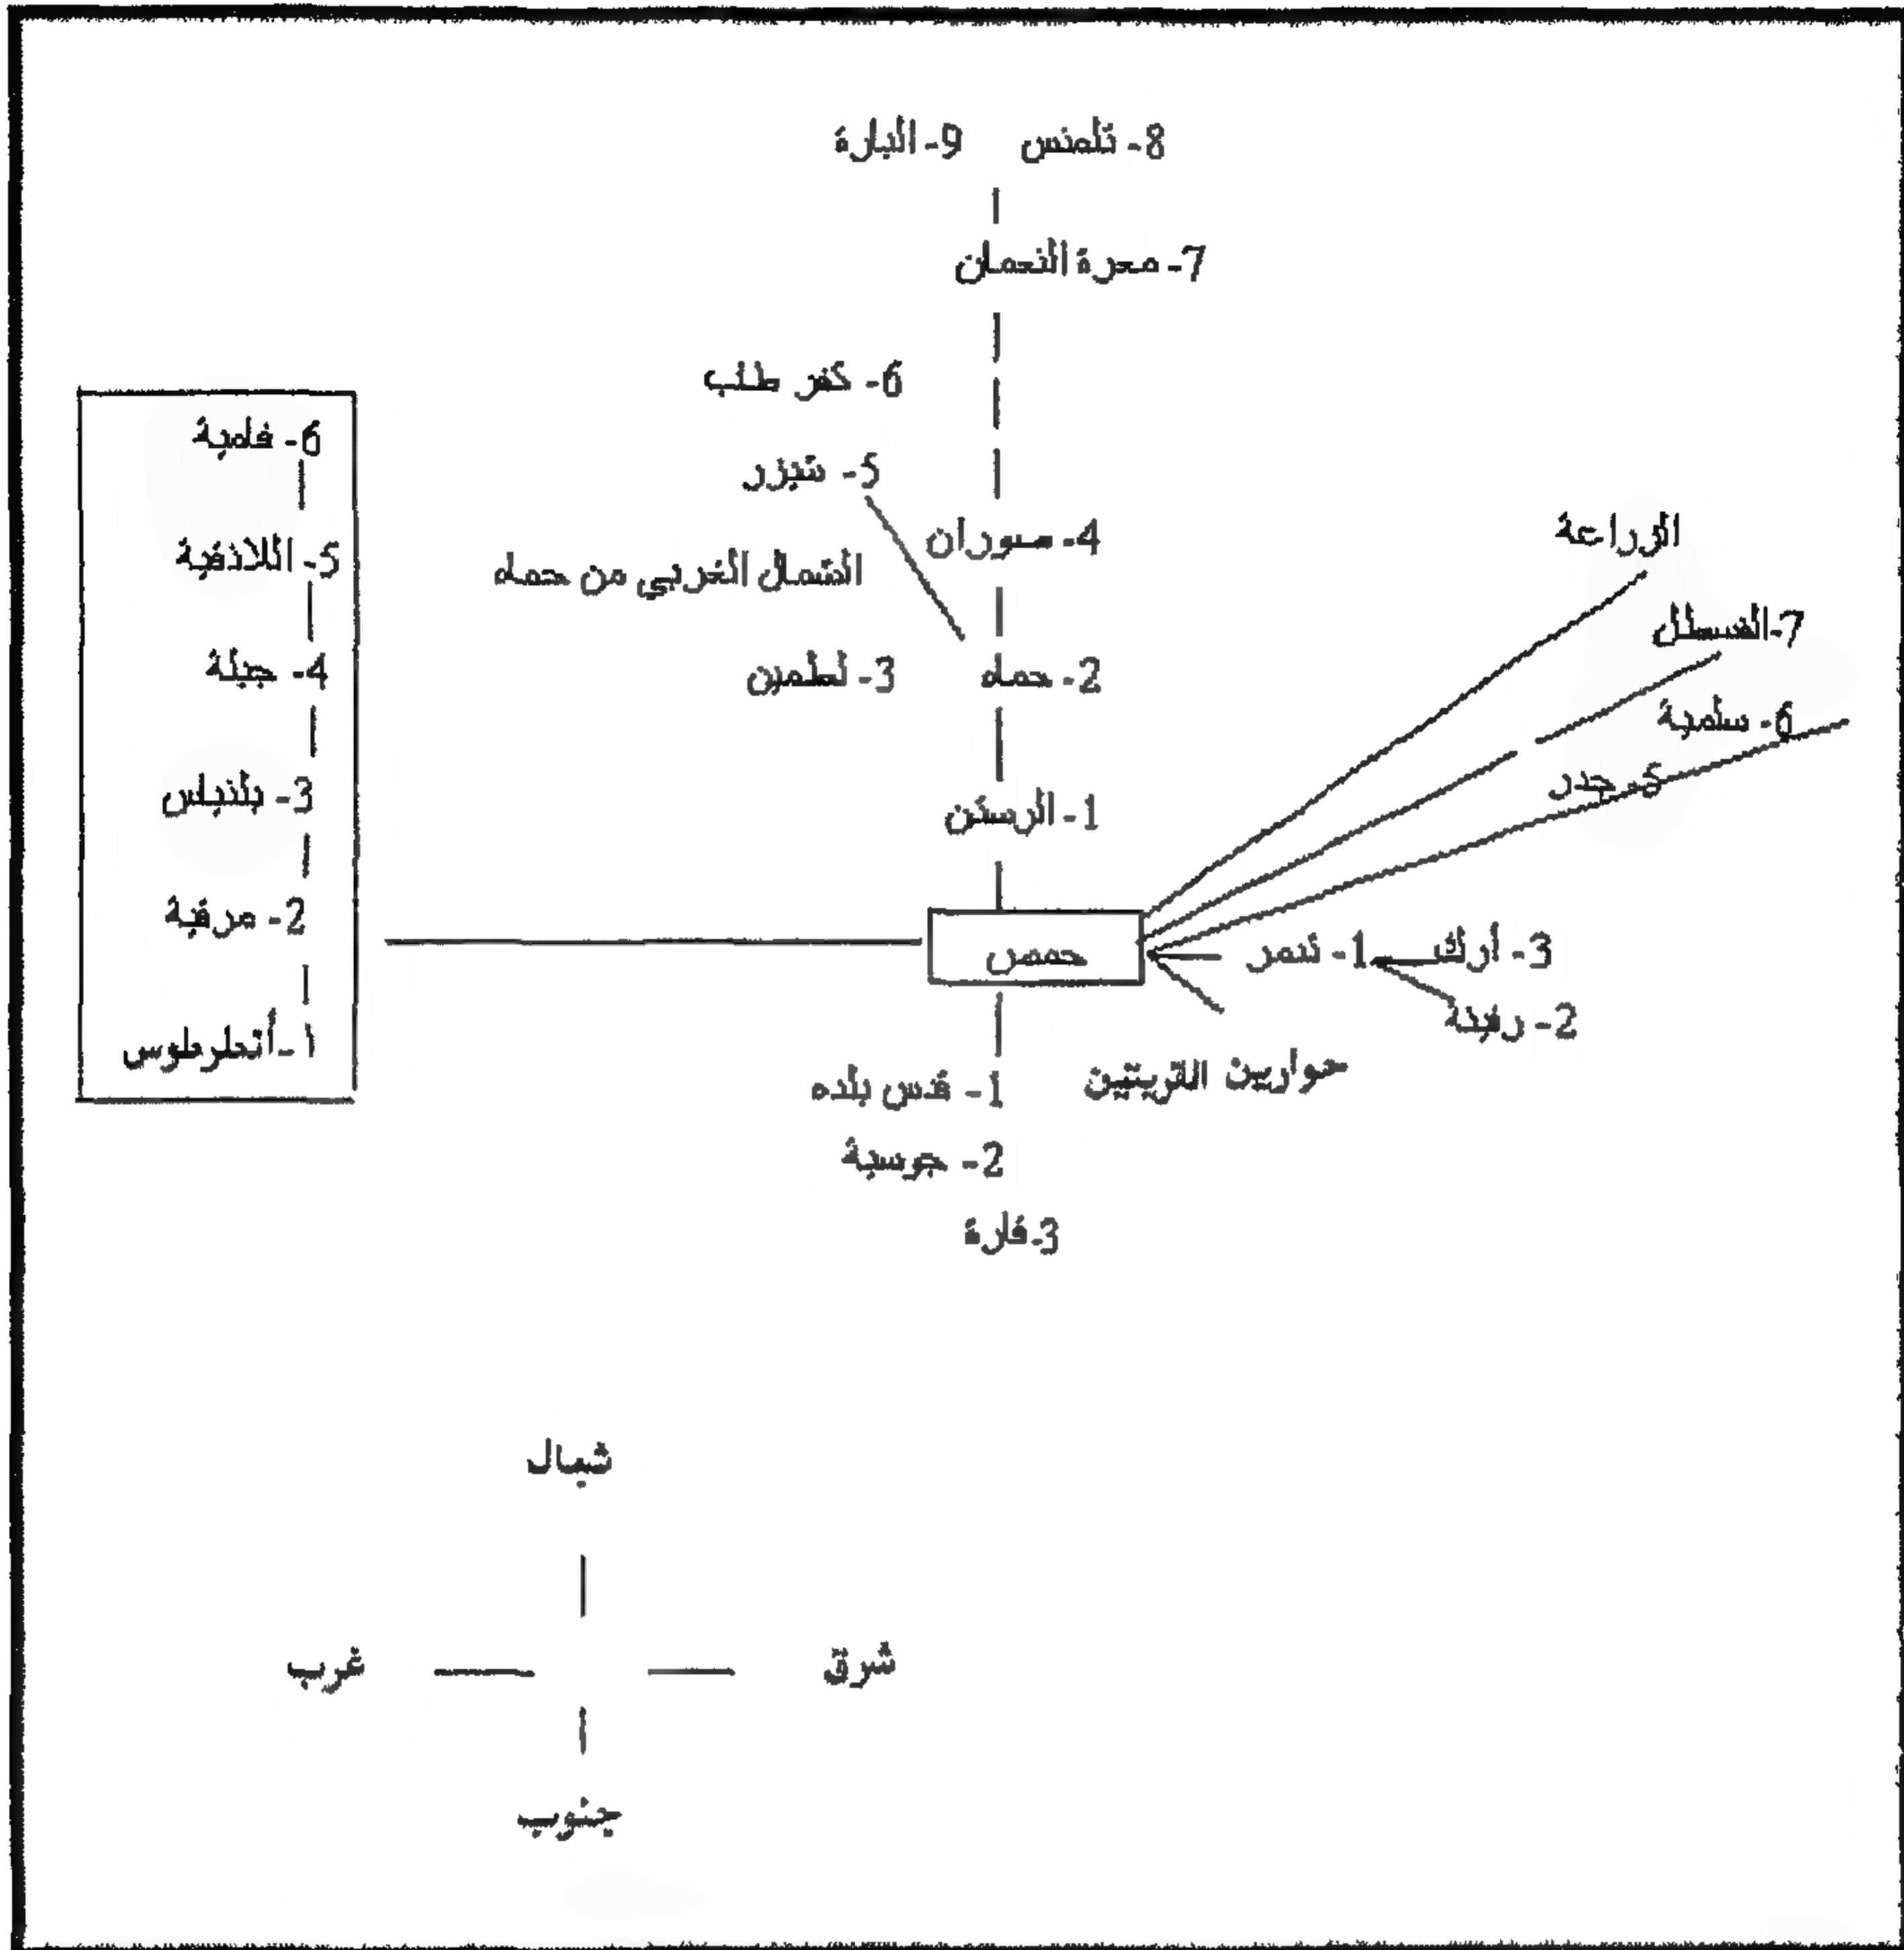 8- تلمنس
9- البارة
7- معرة النعمان
6- كفر طلب
5- شيزر
4- صوران
الشمال الغربي من حماه
2- حماه
3- لطمين
1- الرستن
حمص
الزراعة
7- القسطل
6- سلمية
5- جدر
1- تدمر
3- أرك
2- رفنية
حوارين القريتين
1- قدس بلده
2- جوسية
3- قارة
6- فامية
5- اللاذقية
4- جبلة
3- بلنياس
2- مرقية
1- أنطرطوس
شمال
غرب
شرق
جنوب